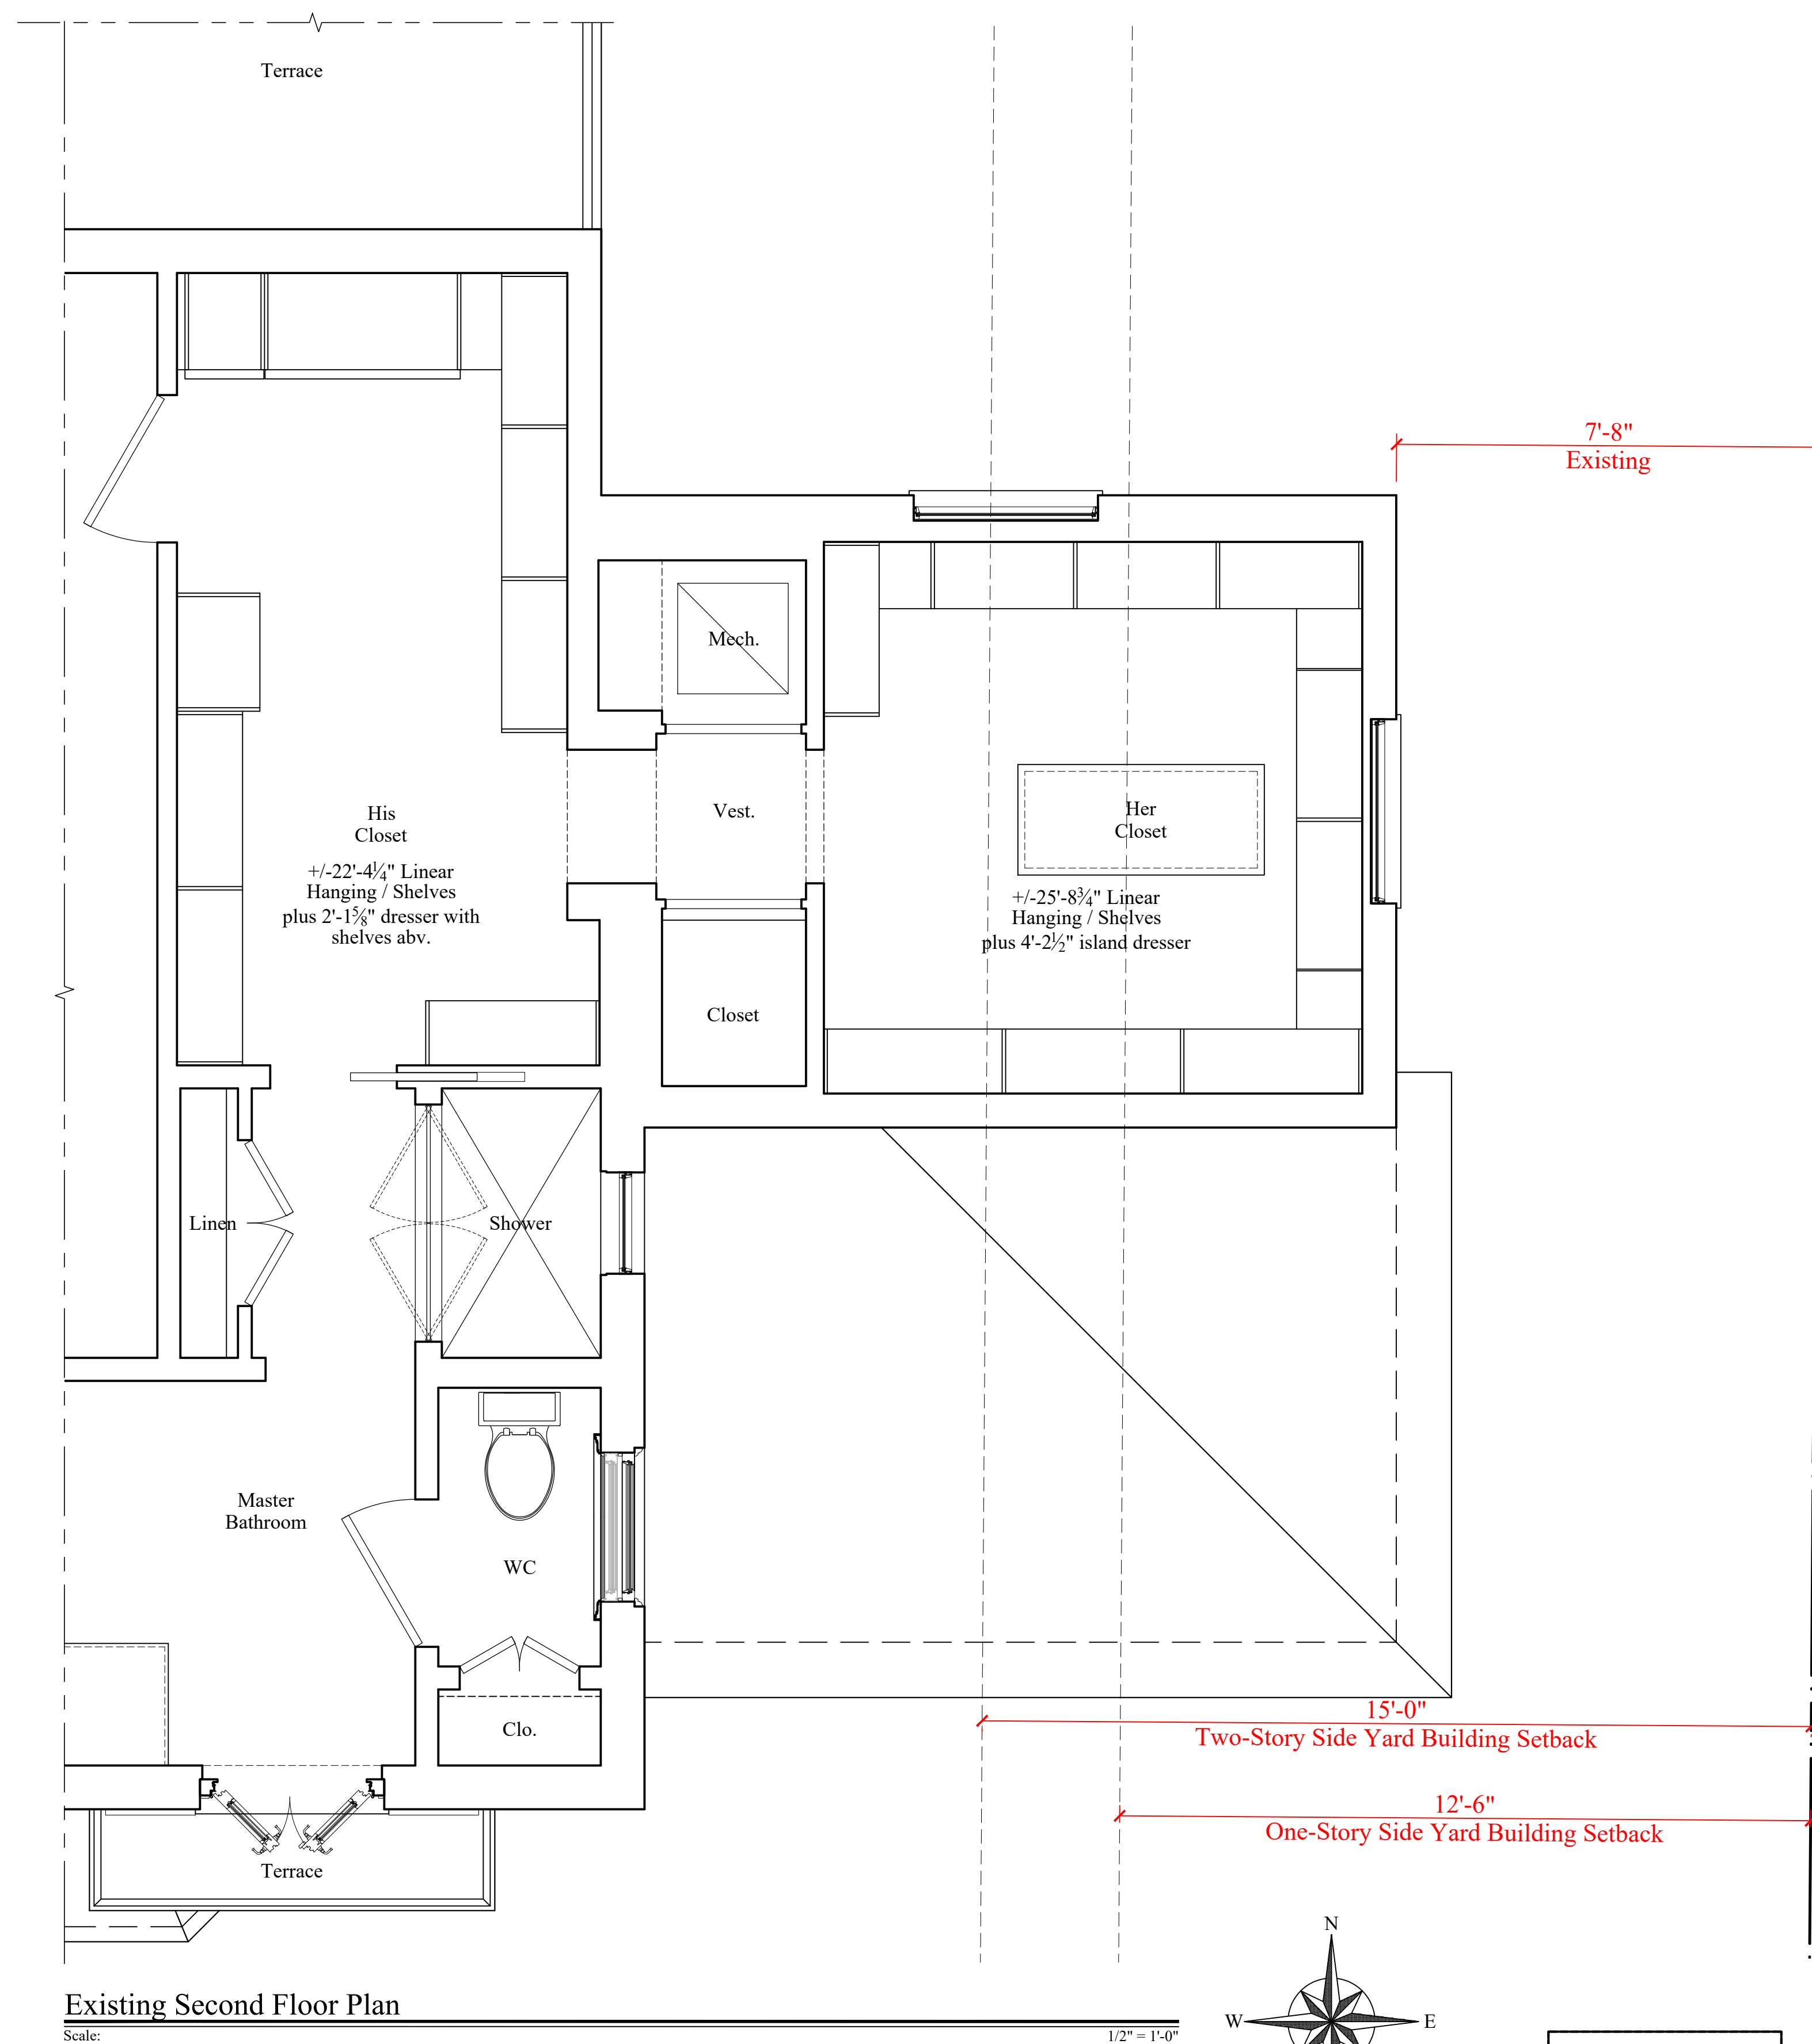 Terrace
7'-8"
Existing
Mech.
Vest.
His
Closet
+/-22'-4¼" Linear
Hanging / Shelves
plus 2'-1⅝" dresser with
shelves abv.
Her
Closet
+/-25'-8¾" Linear
Hanging / Shelves
plus 4'-2½" island dresser
Closet
Linen
Shower
Master
Bathroom
WC
Clo.
15'-0"
Two-Story Side Yard Building Setback
12'-6"
One-Story Side Yard Building Setback
Terrace
N
W
E
Existing Second Floor Plan
Scale:
1/2" = 1'-0"